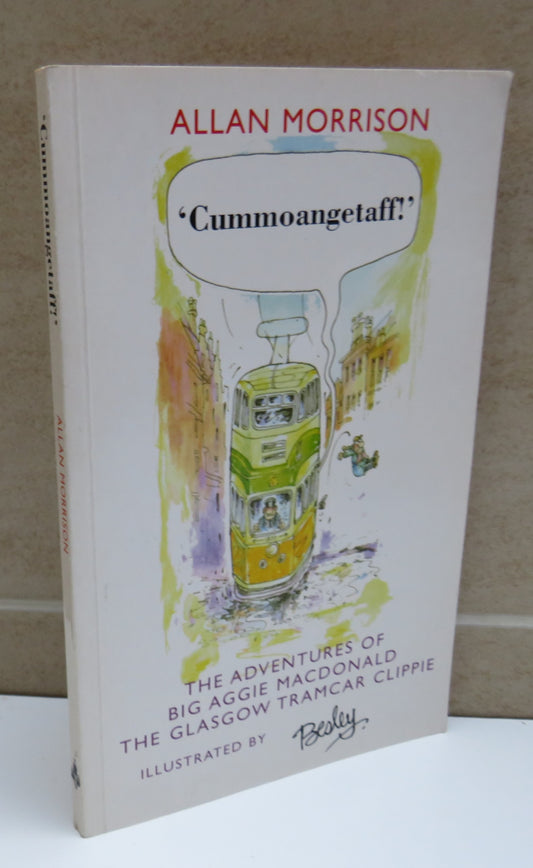 ALLAN MORRISON
‘Cummoangetaff!’
THE ADVENTURES OF
BIG AGGIE MACDONALD
THE GLASGOW TRAMCAR CLIPPIE
ILLUSTRATED BY Besley.
‘Cummoangetaff!’
ALLAN MORRISON